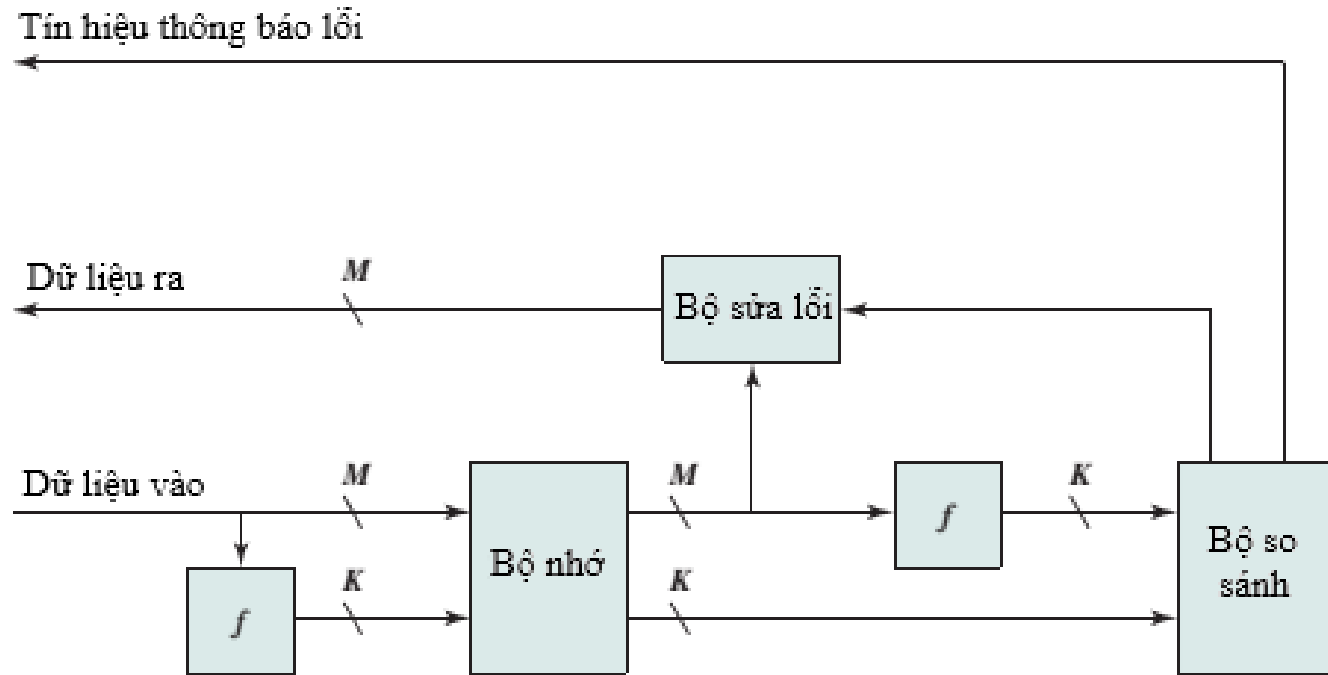 Tín hiệu thông báo lỗi
Dữ liệu ra
M
Bộ sửa lỗi
Dữ liệu vào
M
M
K
f
Bộ nhớ
Bộ so
sánh
K
K
f